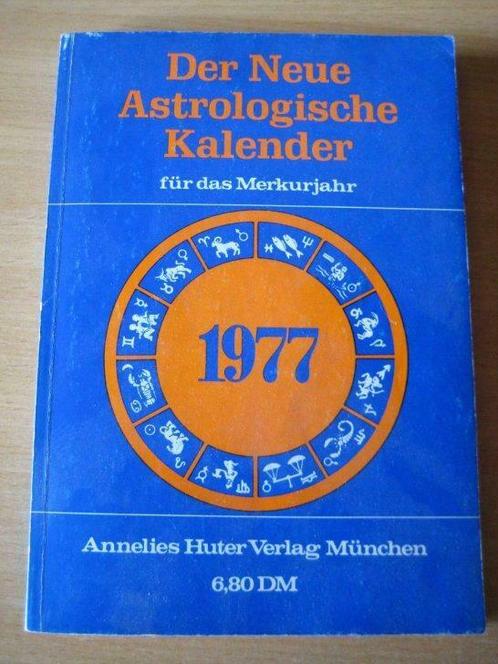 Der Neue
Astrologische
Kalender
für das Merkurjahr
1977
Annelies Huter Verlag München
6,80 DM